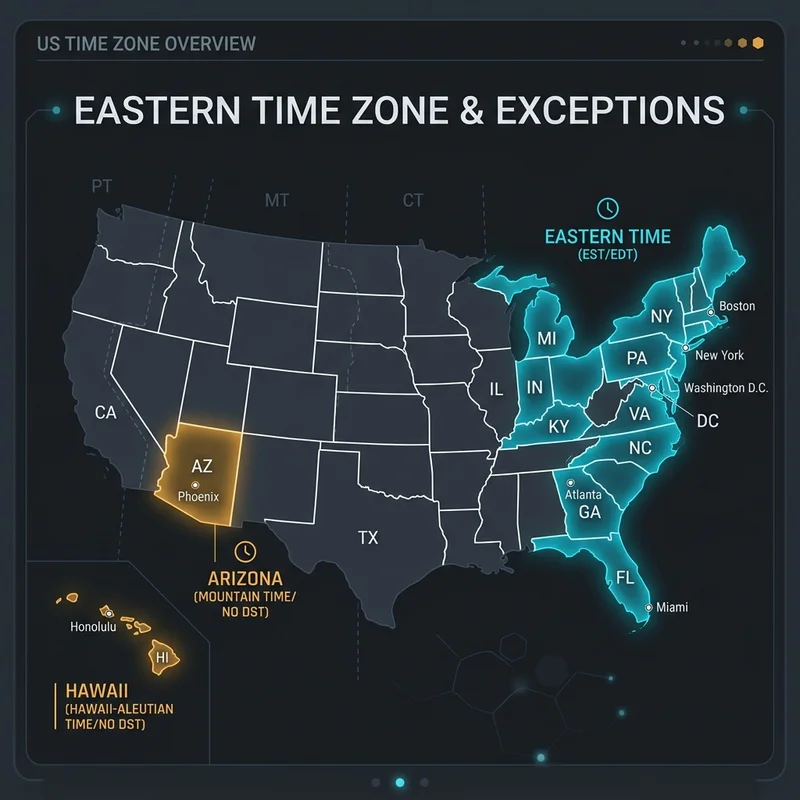 US TIME ZONE OVERVIEW
EASTERN TIME ZONE & EXCEPTIONS
PT
MT
CT
EASTERN TIME
(EST/EDT)
Boston
NY
MI
New York
PA
Washington D.C.
IL
IN
CA
VA
DC
KY
NC
AZ
Phoenix
Atlanta
GA
TX
FL
ARIZONA
(MOUNTAIN TIME/
NO DST)
Miami
Honolulu
HI
HAWAII
(HAWAII-ALEUTIAN
TIME/NO DST)